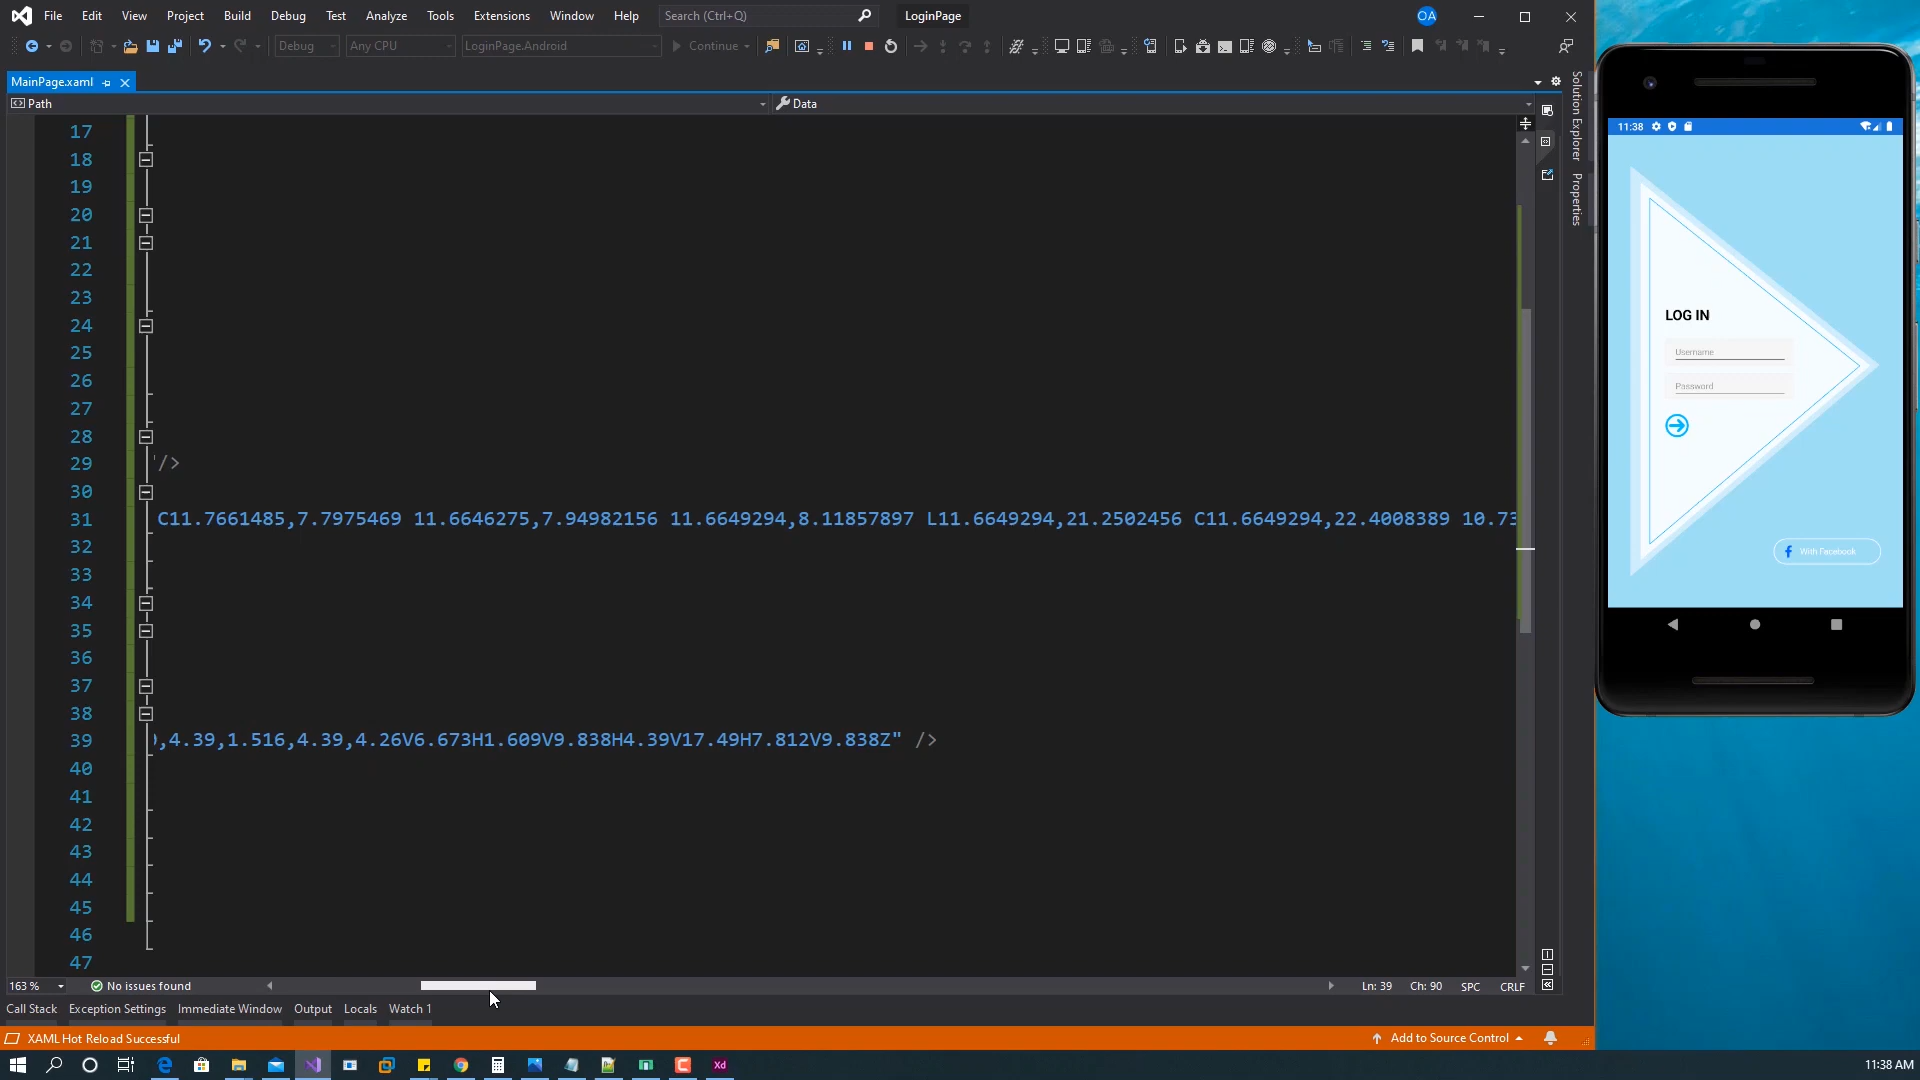 File Edit View Project Build Debug Test Analyze Tools Extensions Window Help Search (Ctrl+Q) LoginPage OA
Debug Any CPU LoginPage.Android Continue
MainPage.xaml
Path Data
Solution Explorer
Properties
17
18
19
20
21
22
23
24
25
26
27
28
29 "/>
30
31 C11.7661485,7.7975469 11.6646275,7.94982156 11.6649294,8.11857897 L11.6649294,21.2502456 C11.6649294,22.4008389 10.73
32
33
34
35
36
37
38
39 ,4.39,1.516,4.39,4.26V6.673H1.609V9.838H4.39V17.49H7.812V9.838Z" />
40
41
42
43
44
45
46
47
163 % No issues found Ln: 39 Ch: 90 SPC CRLF
Call Stack Exception Settings Immediate Window Output Locals Watch 1
XAML Hot Reload Successful Add to Source Control
Xd 11:38 AM
11:38
LOG IN
Username
Password
With Facebook